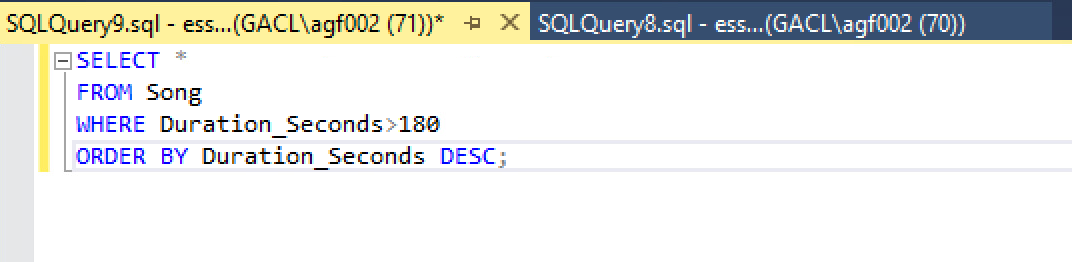 SQLQuery9.sql - ess...(GACL\agf002 (71))* SQLQuery8.sql - ess...(GACL\agf002 (70))
SELECT *
FROM Song
WHERE Duration_Seconds>180
ORDER BY Duration_Seconds DESC;